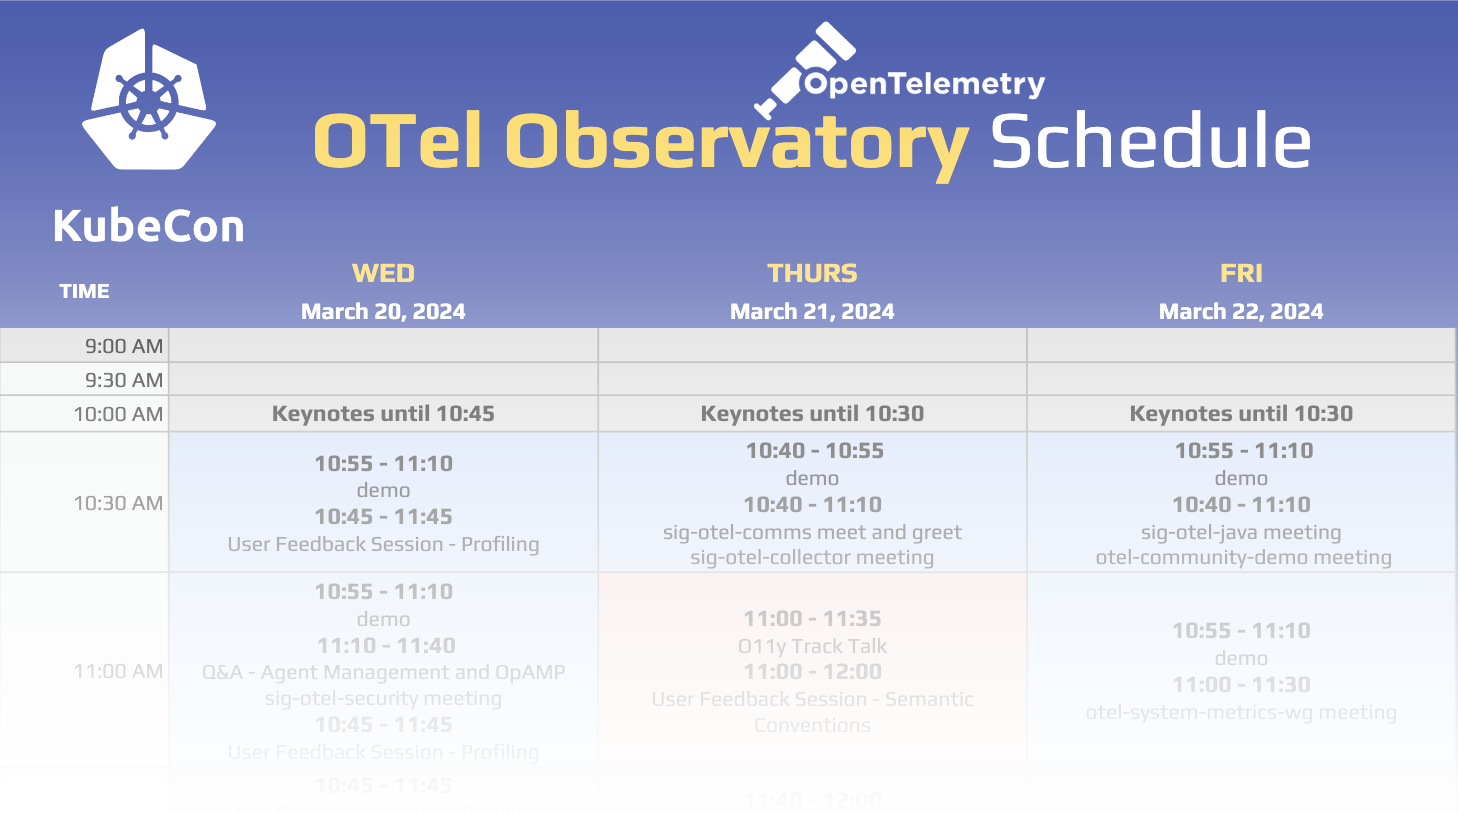 OpenTelemetry
OTel Observatory Schedule
KubeCon
TIME
WED
March 20, 2024
THURS
March 21, 2024
FRI
March 22, 2024
9:00 AM
9:30 AM
10:00 AM
Keynotes until 10:45
Keynotes until 10:30
Keynotes until 10:30
10:30 AM
10:55 - 11:10
demo
10:45 - 11:45
User Feedback Session - Profiling
10:40 - 10:55
demo
10:40 - 11:10
sig-otel-comms meet and greet
sig-otel-collector meeting
10:55 - 11:10
demo
10:40 - 11:10
sig-otel-java meeting
otel-community-demo meeting
11:00 AM
10:55 - 11:10
demo
11:10 - 11:40
Q&A - Agent Management and OpAMP
sig-otel-security meeting
10:45 - 11:45
User Feedback Session - Profiling
11:00 - 11:35
O11y Track Talk
11:00 - 12:00
User Feedback Session - Semantic
Conventions
10:55 - 11:10
demo
11:00 - 11:30
otel-system-metrics-wg meeting
10:45 - 11:45
11:40 - 12:00